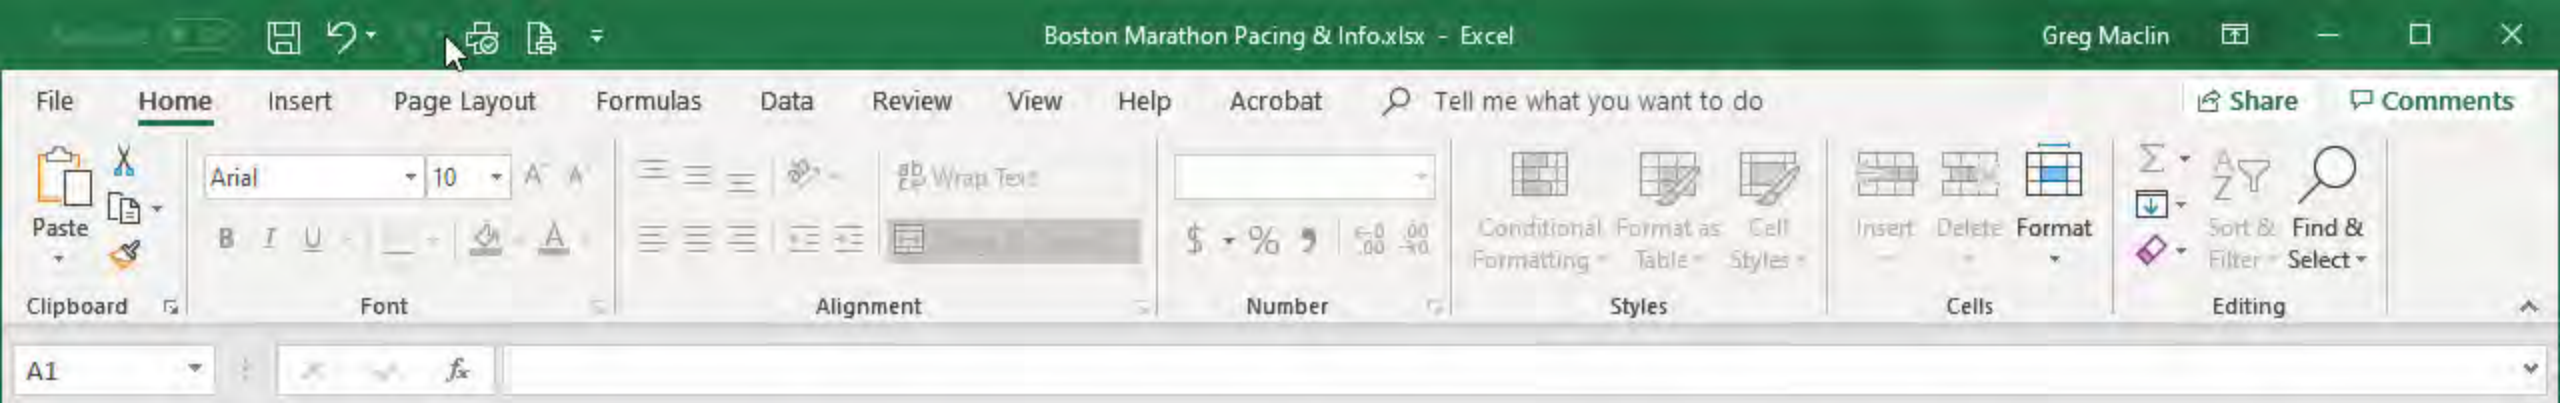 Boston Marathon Pacing & Info.xlsx - Excel
Greg Maclin
File Home Insert Page Layout Formulas Data Review View Help Acrobat Tell me what you want to do Share Comments
Arial 10 A A Wrap Text
Paste
B I U A $ % , .00 .00
Conditional Formatting
Format as Table
Cell Styles
Insert Delete Format
Sort & Filter
Find & Select
Clipboard Font Alignment Number Styles Cells Editing
A1 fx